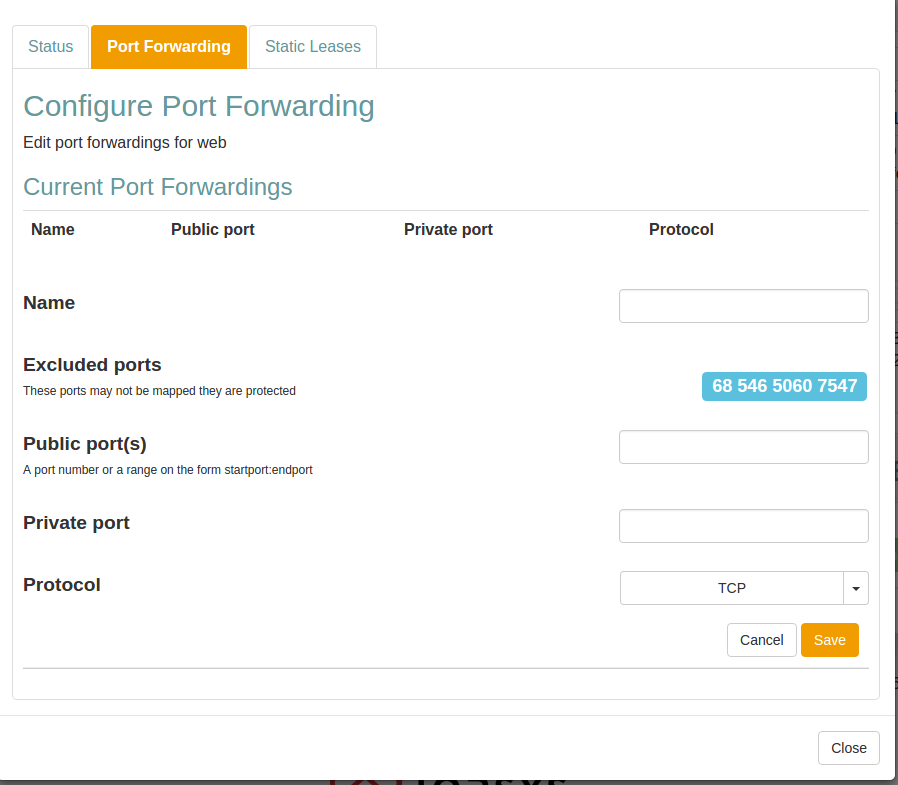 Status Port Forwarding Static Leases
Configure Port Forwarding
Edit port forwardings for web
Current Port Forwardings
Name Public port Private port Protocol
Name
Excluded ports
These ports may not be mapped they are protected
68 546 5060 7547
Public port(s)
A port number or a range on the form startport:endport
Private port
Protocol
TCP
Cancel Save
Close